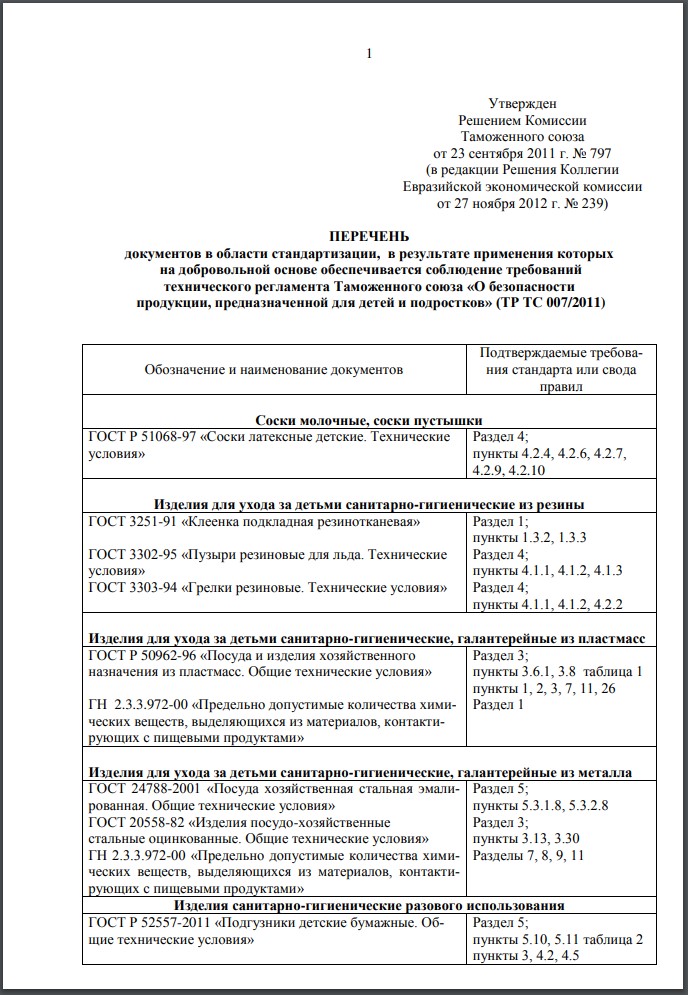 1
Утвержден
Решением Комиссии
Таможенного союза
от 23 сентября 2011 г. № 797
(в редакции Решения Коллегии
Евразийской экономической комиссии
от 27 ноября 2012 г. № 239)
ПЕРЕЧЕНЬ
документов в области стандартизации, в результате применения которых
на добровольной основе обеспечивается соблюдение требований
технического регламента Таможенного союза «О безопасности
продукции, предназначенной для детей и подростков» (ТР ТС 007/2011)
Обозначение и наименование документов
Подтверждаемые требова-
ния стандарта или свода
правил
Соски молочные, соски пустышки
ГОСТ Р 51068-97 «Соски латексные детские. Технические
условия»
Раздел 4;
пункты 4.2.4, 4.2.6, 4.2.7,
4.2.9, 4.2.10
Изделия для ухода за детьми санитарно-гигиенические из резины
ГОСТ 3251-91 «Клеенка подкладная резинотканевая»
Раздел 1;
пункты 1.3.2, 1.3.3
ГОСТ 3302-95 «Пузыри резиновые для льда. Технические
условия»
Раздел 4;
пункты 4.1.1, 4.1.2, 4.1.3
ГОСТ 3303-94 «Грелки резиновые. Технические условия»
Раздел 4;
пункты 4.1.1, 4.1.2, 4.2.2
Изделия для ухода за детьми санитарно-гигиенические, галантерейные из пластмасс
ГОСТ Р 50962-96 «Посуда и изделия хозяйственного
назначения из пластмасс. Общие технические условия»
Раздел 3;
пункты 3.6.1, 3.8 таблица 1
пункты 1, 2, 3, 7, 11, 26
ГН 2.3.3.972-00 «Предельно допустимые количества хими-
ческих веществ, выделяющихся из материалов, контакти-
рующих с пищевыми продуктами»
Раздел 1
Изделия для ухода за детьми санитарно-гигиенические, галантерейные из металла
ГОСТ 24788-2001 «Посуда хозяйственная стальная эмали-
рованная. Общие технические условия»
Раздел 5;
пункты 5.3.1.8, 5.3.2.8
ГОСТ 20558-82 «Изделия посудо-хозяйственные
стальные оцинкованные. Общие технические условия»
Раздел 3;
пункты 3.13, 3.30
ГН 2.3.3.972-00 «Предельно допустимые количества хими-
ческих веществ, выделяющихся из материалов, контакти-
рующих с пищевыми продуктами»
Разделы 7, 8, 9, 11
Изделия санитарно-гигиенические разового использования
ГОСТ Р 52557-2011 «Подгузники детские бумажные. Об-
щие технические условия»
Раздел 5;
пункты 5.10, 5.11 таблица 2
пункты 3, 4.2, 4.5